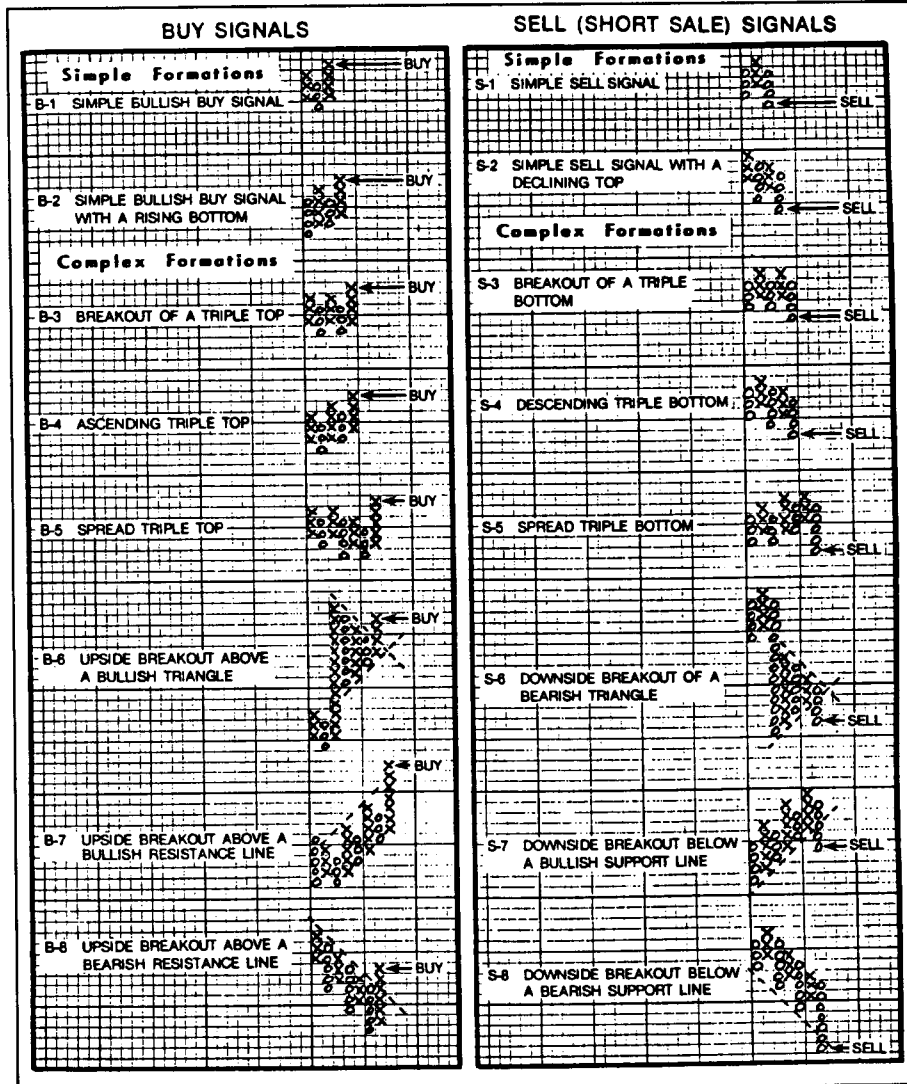 BUY SIGNALS
Simple Formations
BUY
B-1 SIMPLE BULLISH BUY SIGNAL
BUY
B-2 SIMPLE BULLISH BUY SIGNAL
WITH A RISING BOTTOM
Complex Formations
BUY
B-3 BREAKOUT OF A TRIPLE TOP
BUY
B-4 ASCENDING TRIPLE TOP
BUY
B-5 SPREAD TRIPLE TOP
BUY
B-6 UPSIDE BREAKOUT ABOVE
A BULLISH TRIANGLE
BUY
B-7 UPSIDE BREAKOUT ABOVE A
BULLISH RESISTANCE LINE
B-8 UPSIDE BREAKOUT ABOVE A
BEARISH RESISTANCE LINE
BUY
SELL (SHORT SALE) SIGNALS
Simple Formations
S-1 SIMPLE SELL SIGNAL
SELL
S-2 SIMPLE SELL SIGNAL WITH A
DECLINING TOP
SELL
Complex Formations
S-3 BREAKOUT OF A TRIPLE
BOTTOM
SELL
S-4 DESCENDING TRIPLE BOTTOM
SELL
S-5 SPREAD TRIPLE BOTTOM
SELL
S-6 DOWNSIDE BREAKOUT OF A
BEARISH TRIANGLE
SELL
S-7 DOWNSIDE BREAKOUT BELOW
A BULLISH SUPPORT LINE
SELL
S-8 DOWNSIDE BREAKOUT BELOW
A BEARISH SUPPORT LINE
SELL